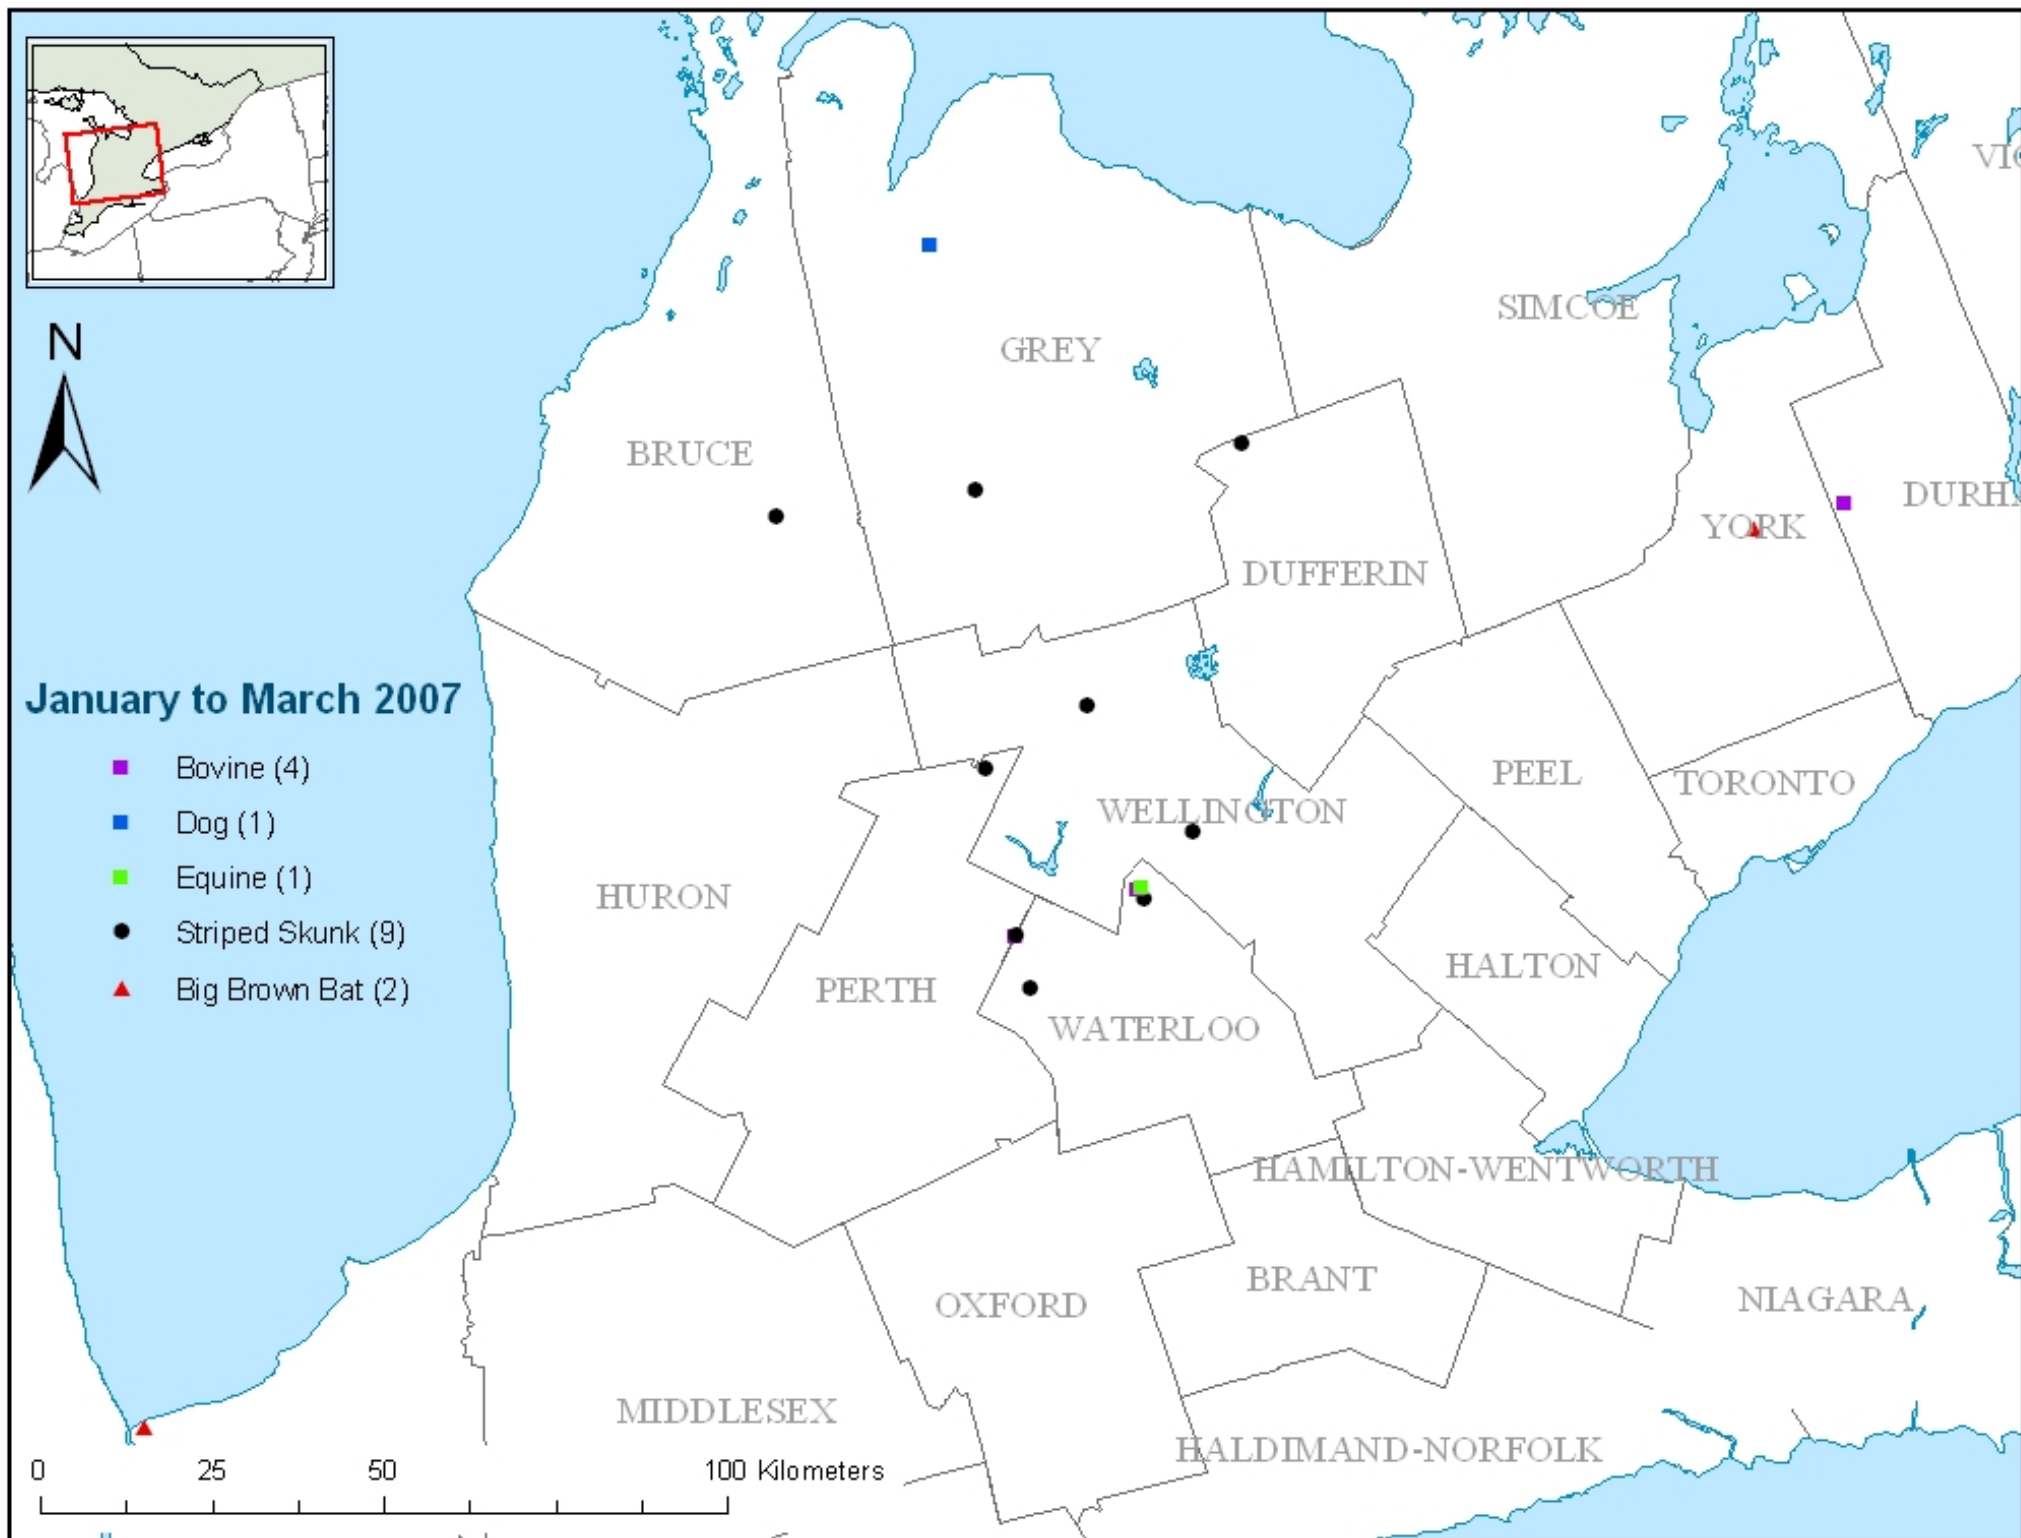 N
VIC
SIMCOE
GREY
BRUCE
DURHA
YORK
DUFFERIN
January to March 2007
Bovine (4)
Dog (1)
Equine (1)
Striped Skunk (9)
Big Brown Bat (2)
PEEL
TORONTO
WELLINGTON
HURON
HALTON
PERTH
WATERLOO
HAMILTON-WENTWORTH
BRANT
OXFORD
NIAGARA
MIDDLESEX
HALDIMAND-NORFOLK
0 25 50 100 Kilometers